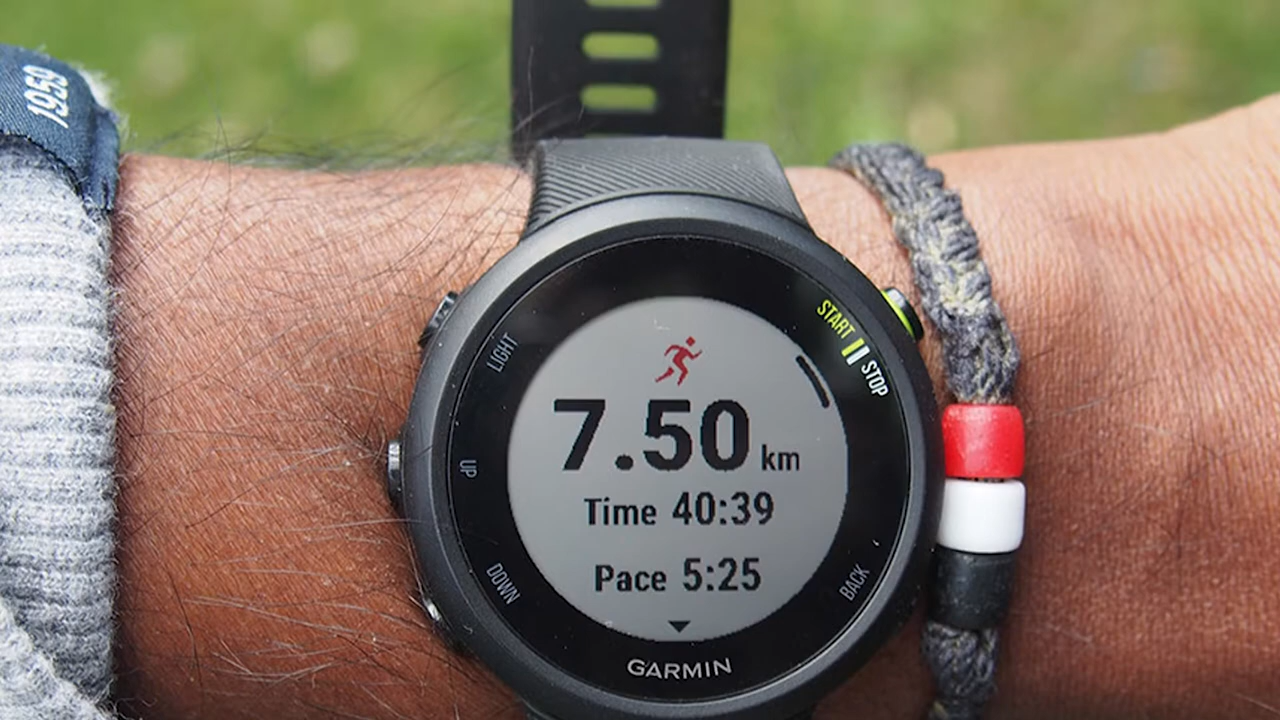 1959
START
STOP
LIGHT
7.50 km
UP
Time 40:39
Pace 5:25
DOWN
BACK
GARMIN